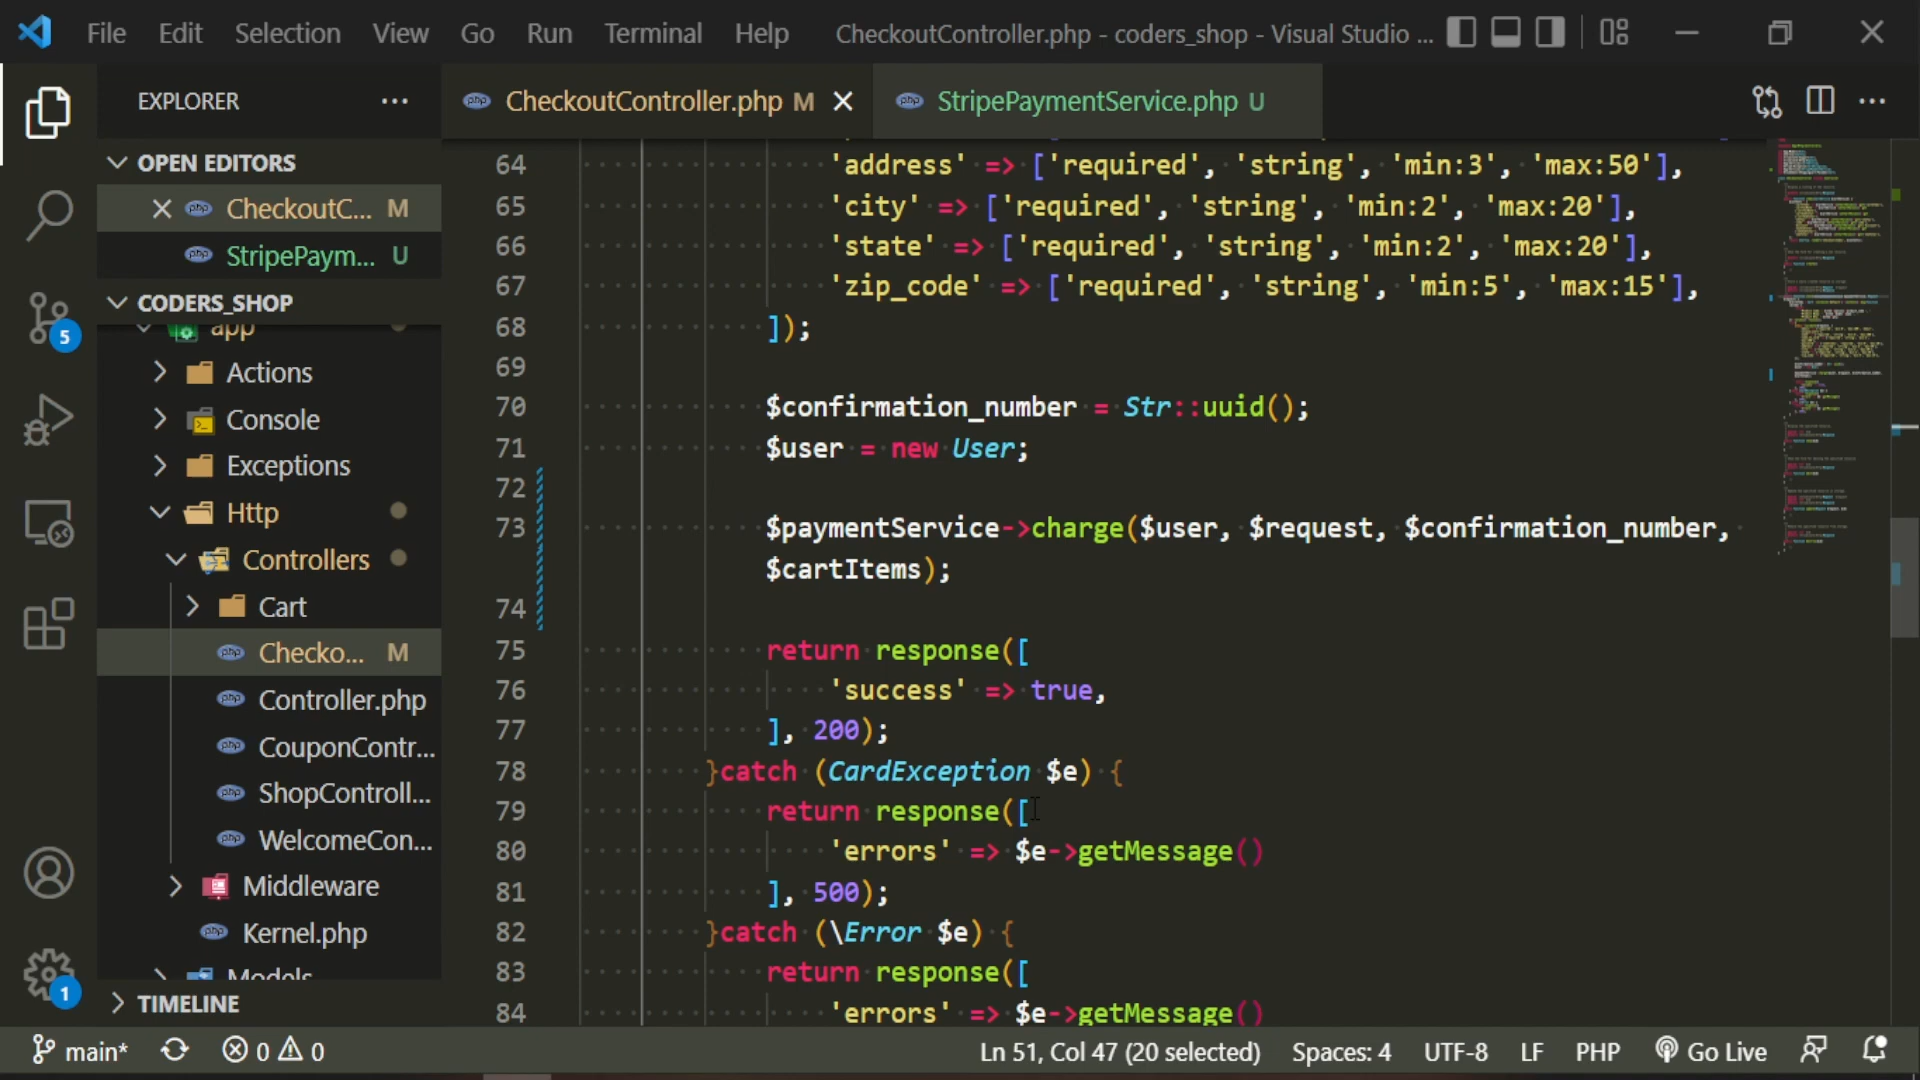 File Edit Selection View Go Run Terminal Help CheckoutController.php - coders_shop - Visual Studio ...
EXPLORER ...
CheckoutController.php M
StripePaymentService.php U
OPEN EDITORS
CheckoutC... M
StripePaym... U
CODERS_SHOP
app
Actions
Console
Exceptions
Http
Controllers
Cart
Checko... M
Controller.php
CouponContr...
ShopControll...
WelcomeCon...
Middleware
Kernel.php
Models
TIMELINE
5
1
64 'address' => ['required', 'string', 'min:3', 'max:50'],
65 'city' => ['required', 'string', 'min:2', 'max:20'],
66 'state' => ['required', 'string', 'min:2', 'max:20'],
67 'zip_code' => ['required', 'string', 'min:5', 'max:15'],
68 ]);
69
70 $confirmation_number = Str::uuid();
71 $user = new User;
72
73 $paymentService->charge($user, $request, $confirmation_number,
$cartItems);
74
75 return response([
76 'success' => true,
77 ], 200);
78 }catch (CardException $e) {
79 return response([
80 'errors' => $e->getMessage()
81 ], 500);
82 }catch (\Error $e) {
83 return response([
84 'errors' => $e->getMessage()
main* 0 0 Ln 51, Col 47 (20 selected) Spaces: 4 UTF-8 LF PHP Go Live